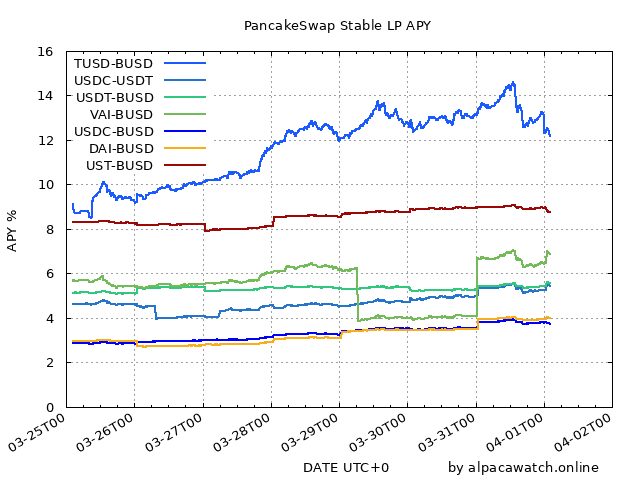 PancakeSwap Stable LP APY
16
14
12
10
8
6
4
2
0
APY %
TUSD-BUSD
USDC-USDT
USDT-BUSD
VAI-BUSD
USDC-BUSD
DAI-BUSD
UST-BUSD
03-25T00
03-26T00
03-27T00
03-28T00
03-29T00
03-30T00
03-31T00
04-01T00
04-02T00
DATE UTC+0
by alpacawatch.online